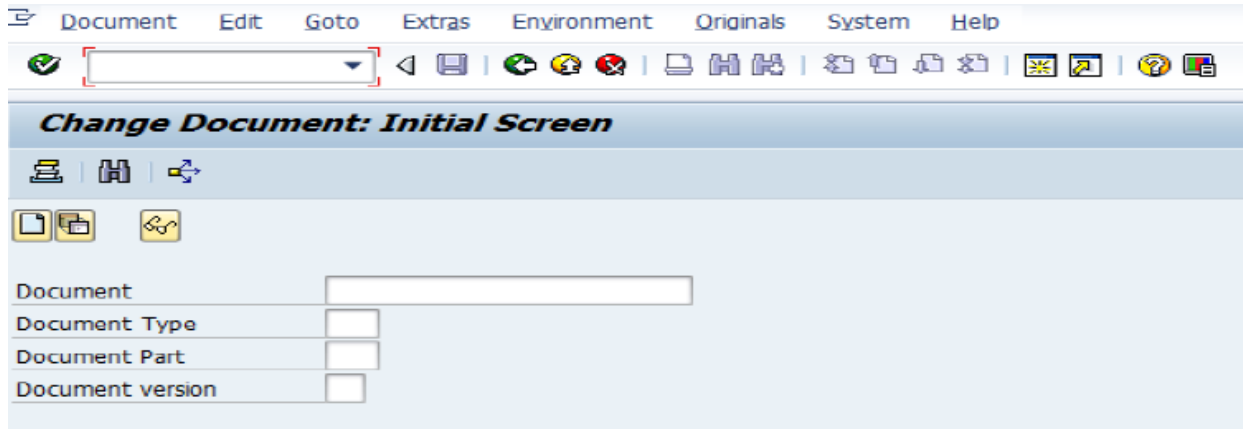 Document Edit Goto Extras Environment Originals System Help
Change Document: Initial Screen
Document
Document Type
Document Part
Document version